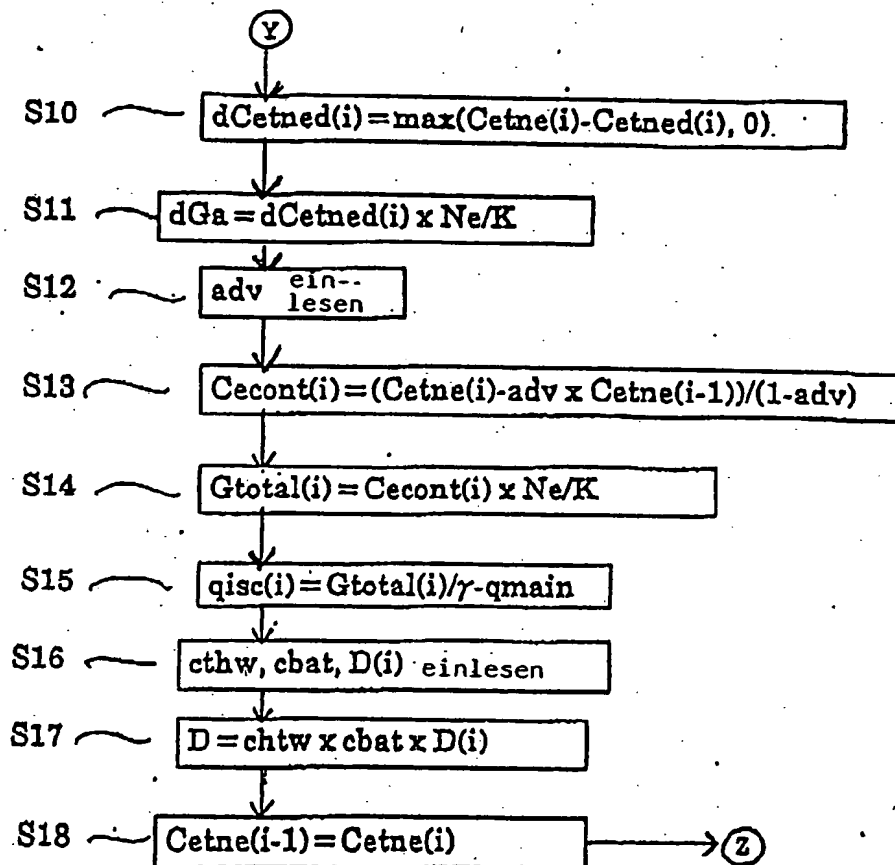 Y
S10 dCetned(i)=max(Cetne(i)-Cetned(i), 0).
S11 dGa=dCetned(i) x Ne/K
S12 adv ein--
lesen
S13 Cecont(i)=(Cetne(i)-adv x Cetne(i-1))/(1-adv)
S14 Gtotal(i)=Cecont(i) x Ne/K
S15 qisc(i)=Gtotal(i)/γ-qmain
S16 cthw, cbat, D(i) einlesen
S17 D=chtw x cbat x D(i)
S18 Cetne(i-1)=Cetne(i) Z